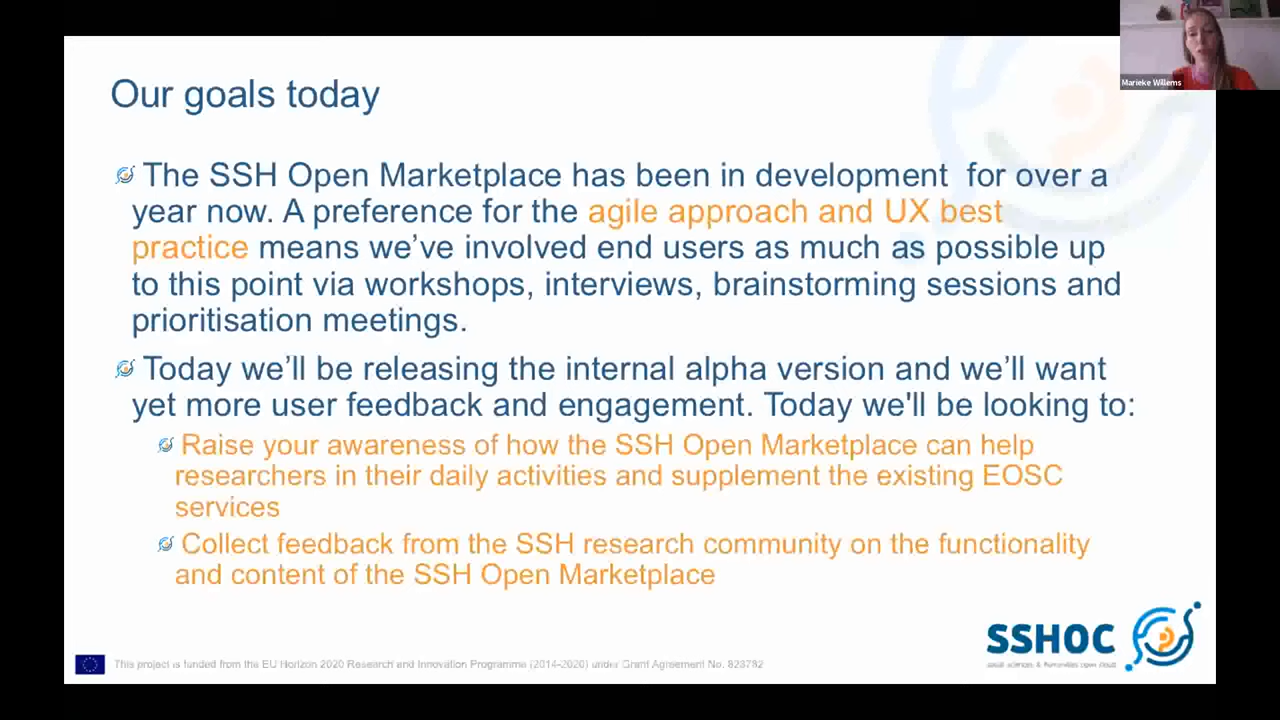 Marieke Willems
Our goals today
The SSH Open Marketplace has been in development  for over a
year now. A preference for the agile approach and UX best
practice means we’ve involved end users as much as possible up
to this point via workshops, interviews, brainstorming sessions and
prioritisation meetings.
Today we’ll be releasing the internal alpha version and we’ll want
yet more user feedback and engagement. Today we'll be looking to:
Raise your awareness of how the SSH Open Marketplace can help
researchers in their daily activities and supplement the existing EOSC
services
Collect feedback from the SSH research community on the functionality
and content of the SSH Open Marketplace
SSHOC
social sciences & humanities open cloud
This project is funded from the EU Horizon 2020 Research and Innovation Programme (2014-2020) under Grant Agreement No. 823782